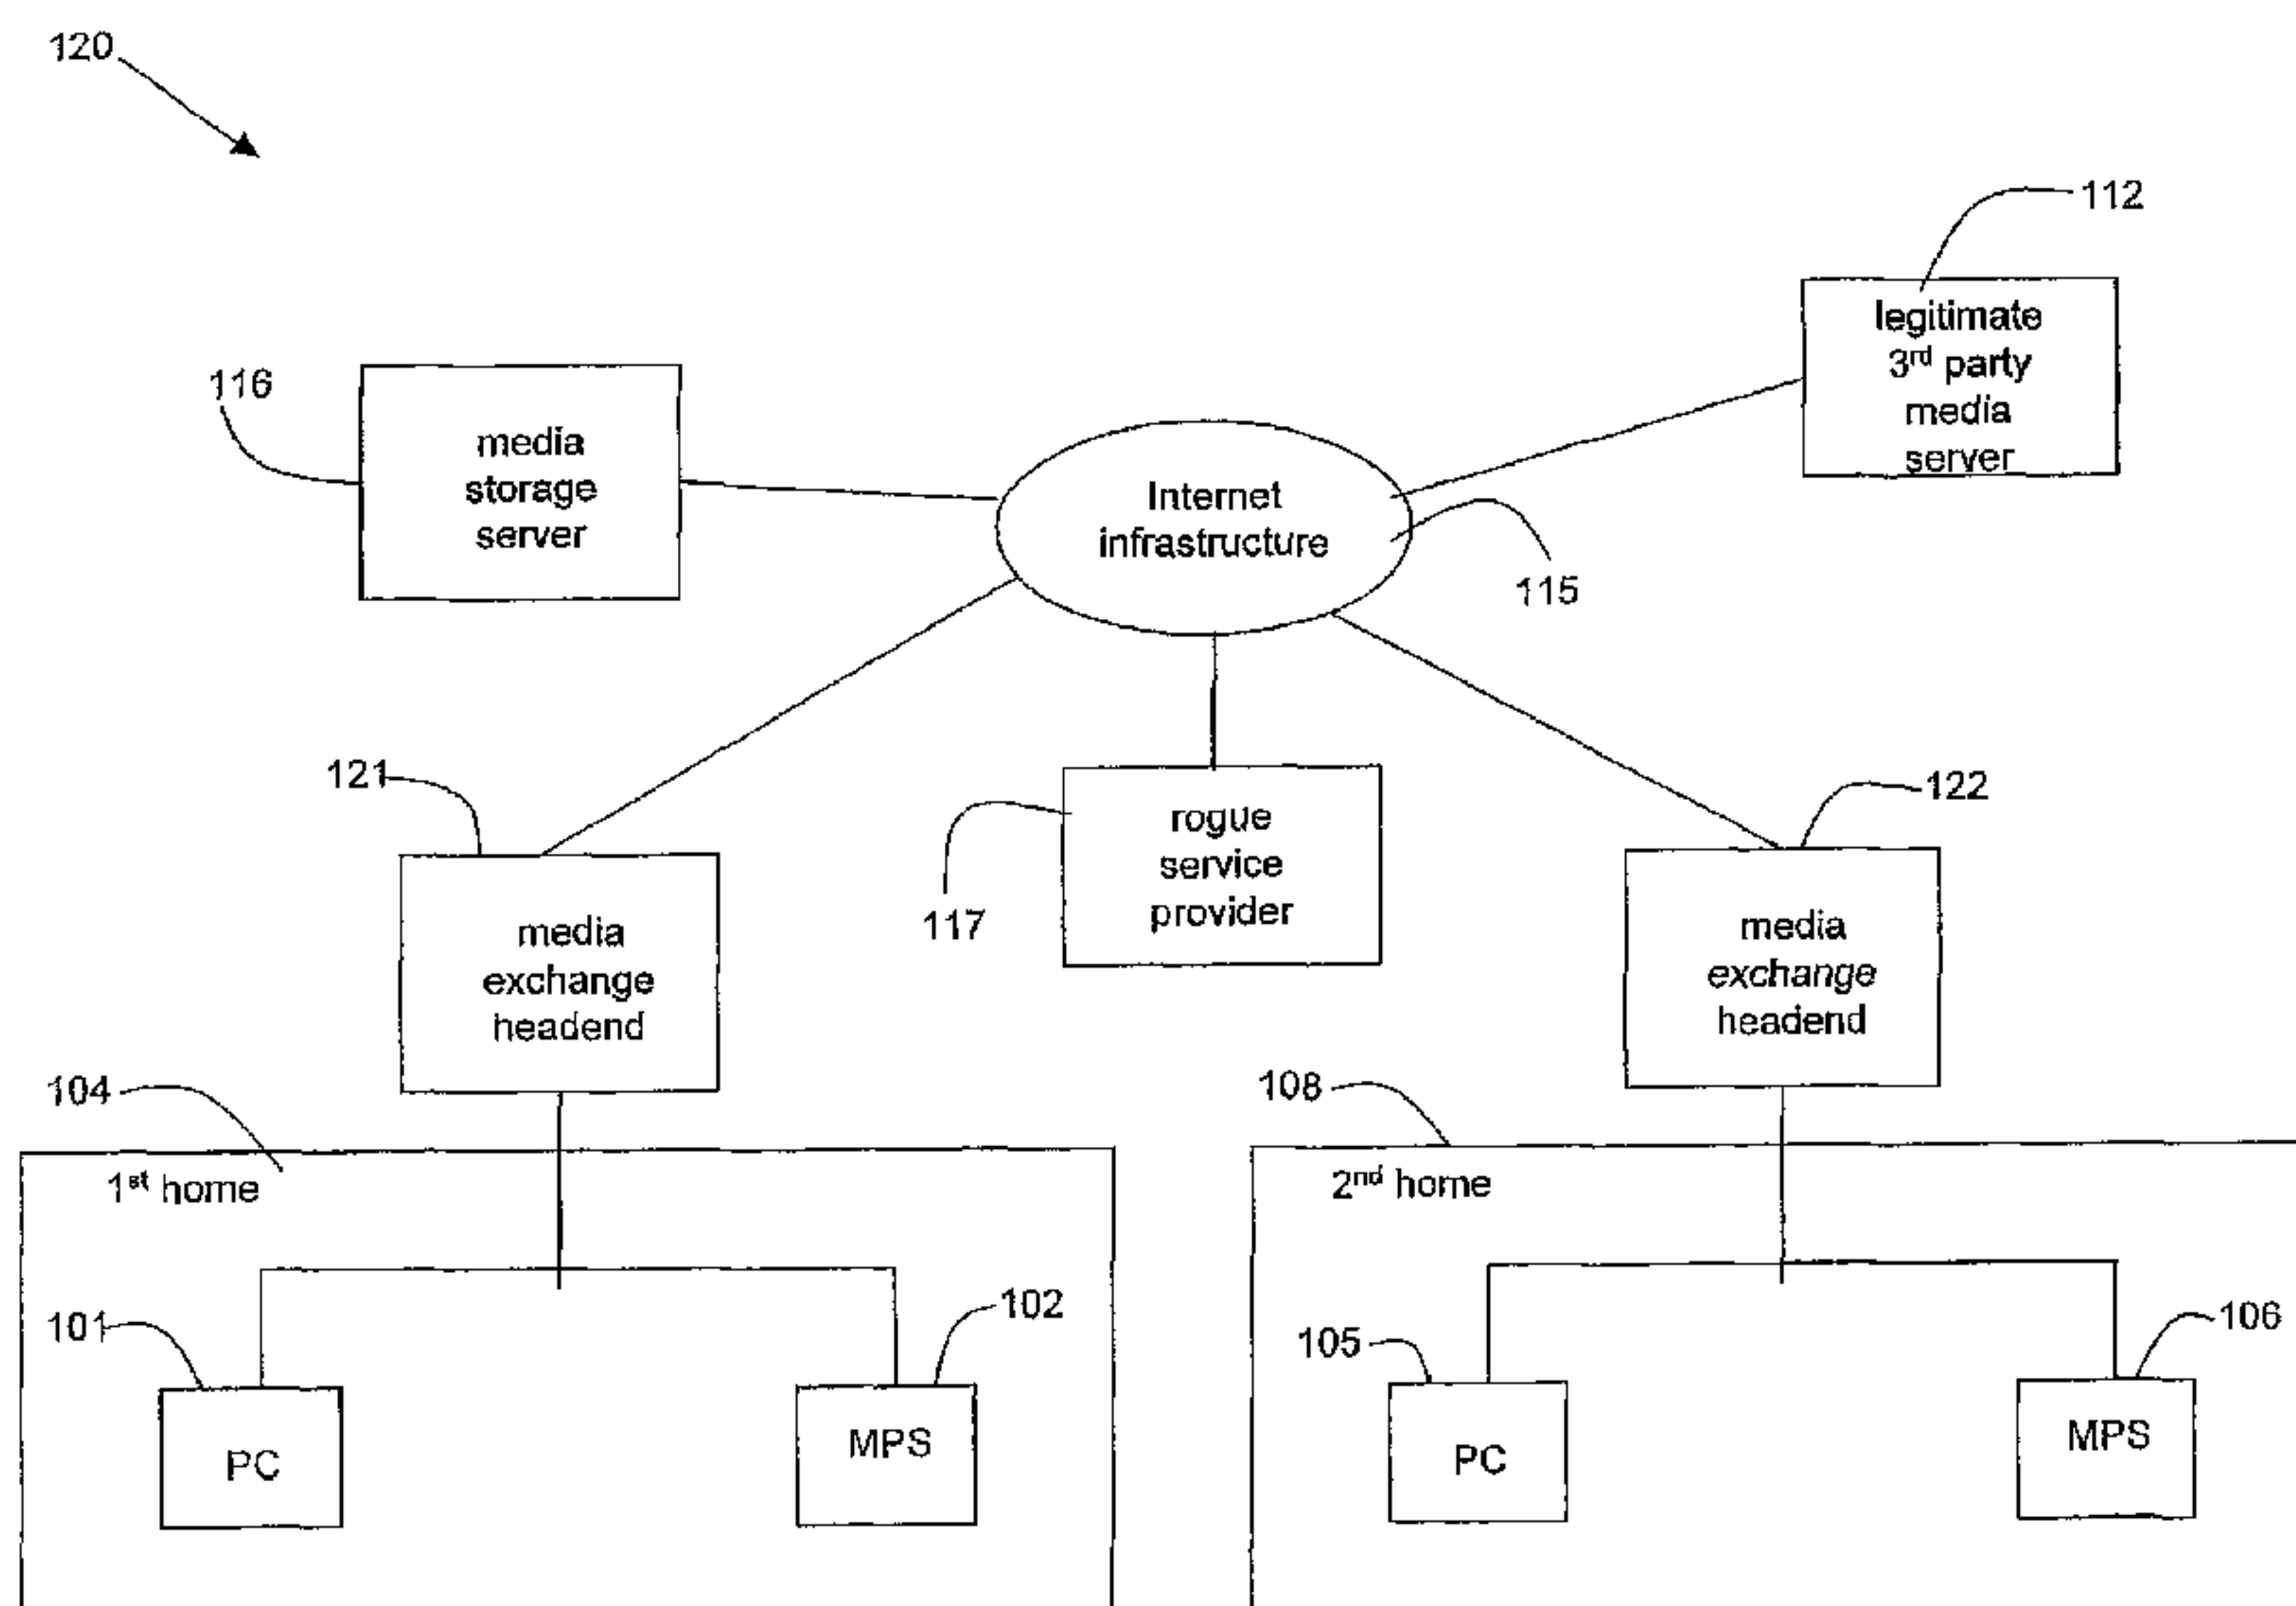 120
112
legitimate
3rd party
media
server
116
media
storage
server
Internet
infrastructure
115
121
media
exchange
headend
117
rogue
service
provider
122
media
exchange
headend
104
1st home
108
2nd home
101
PC
102
MPS
105
PC
106
MPS